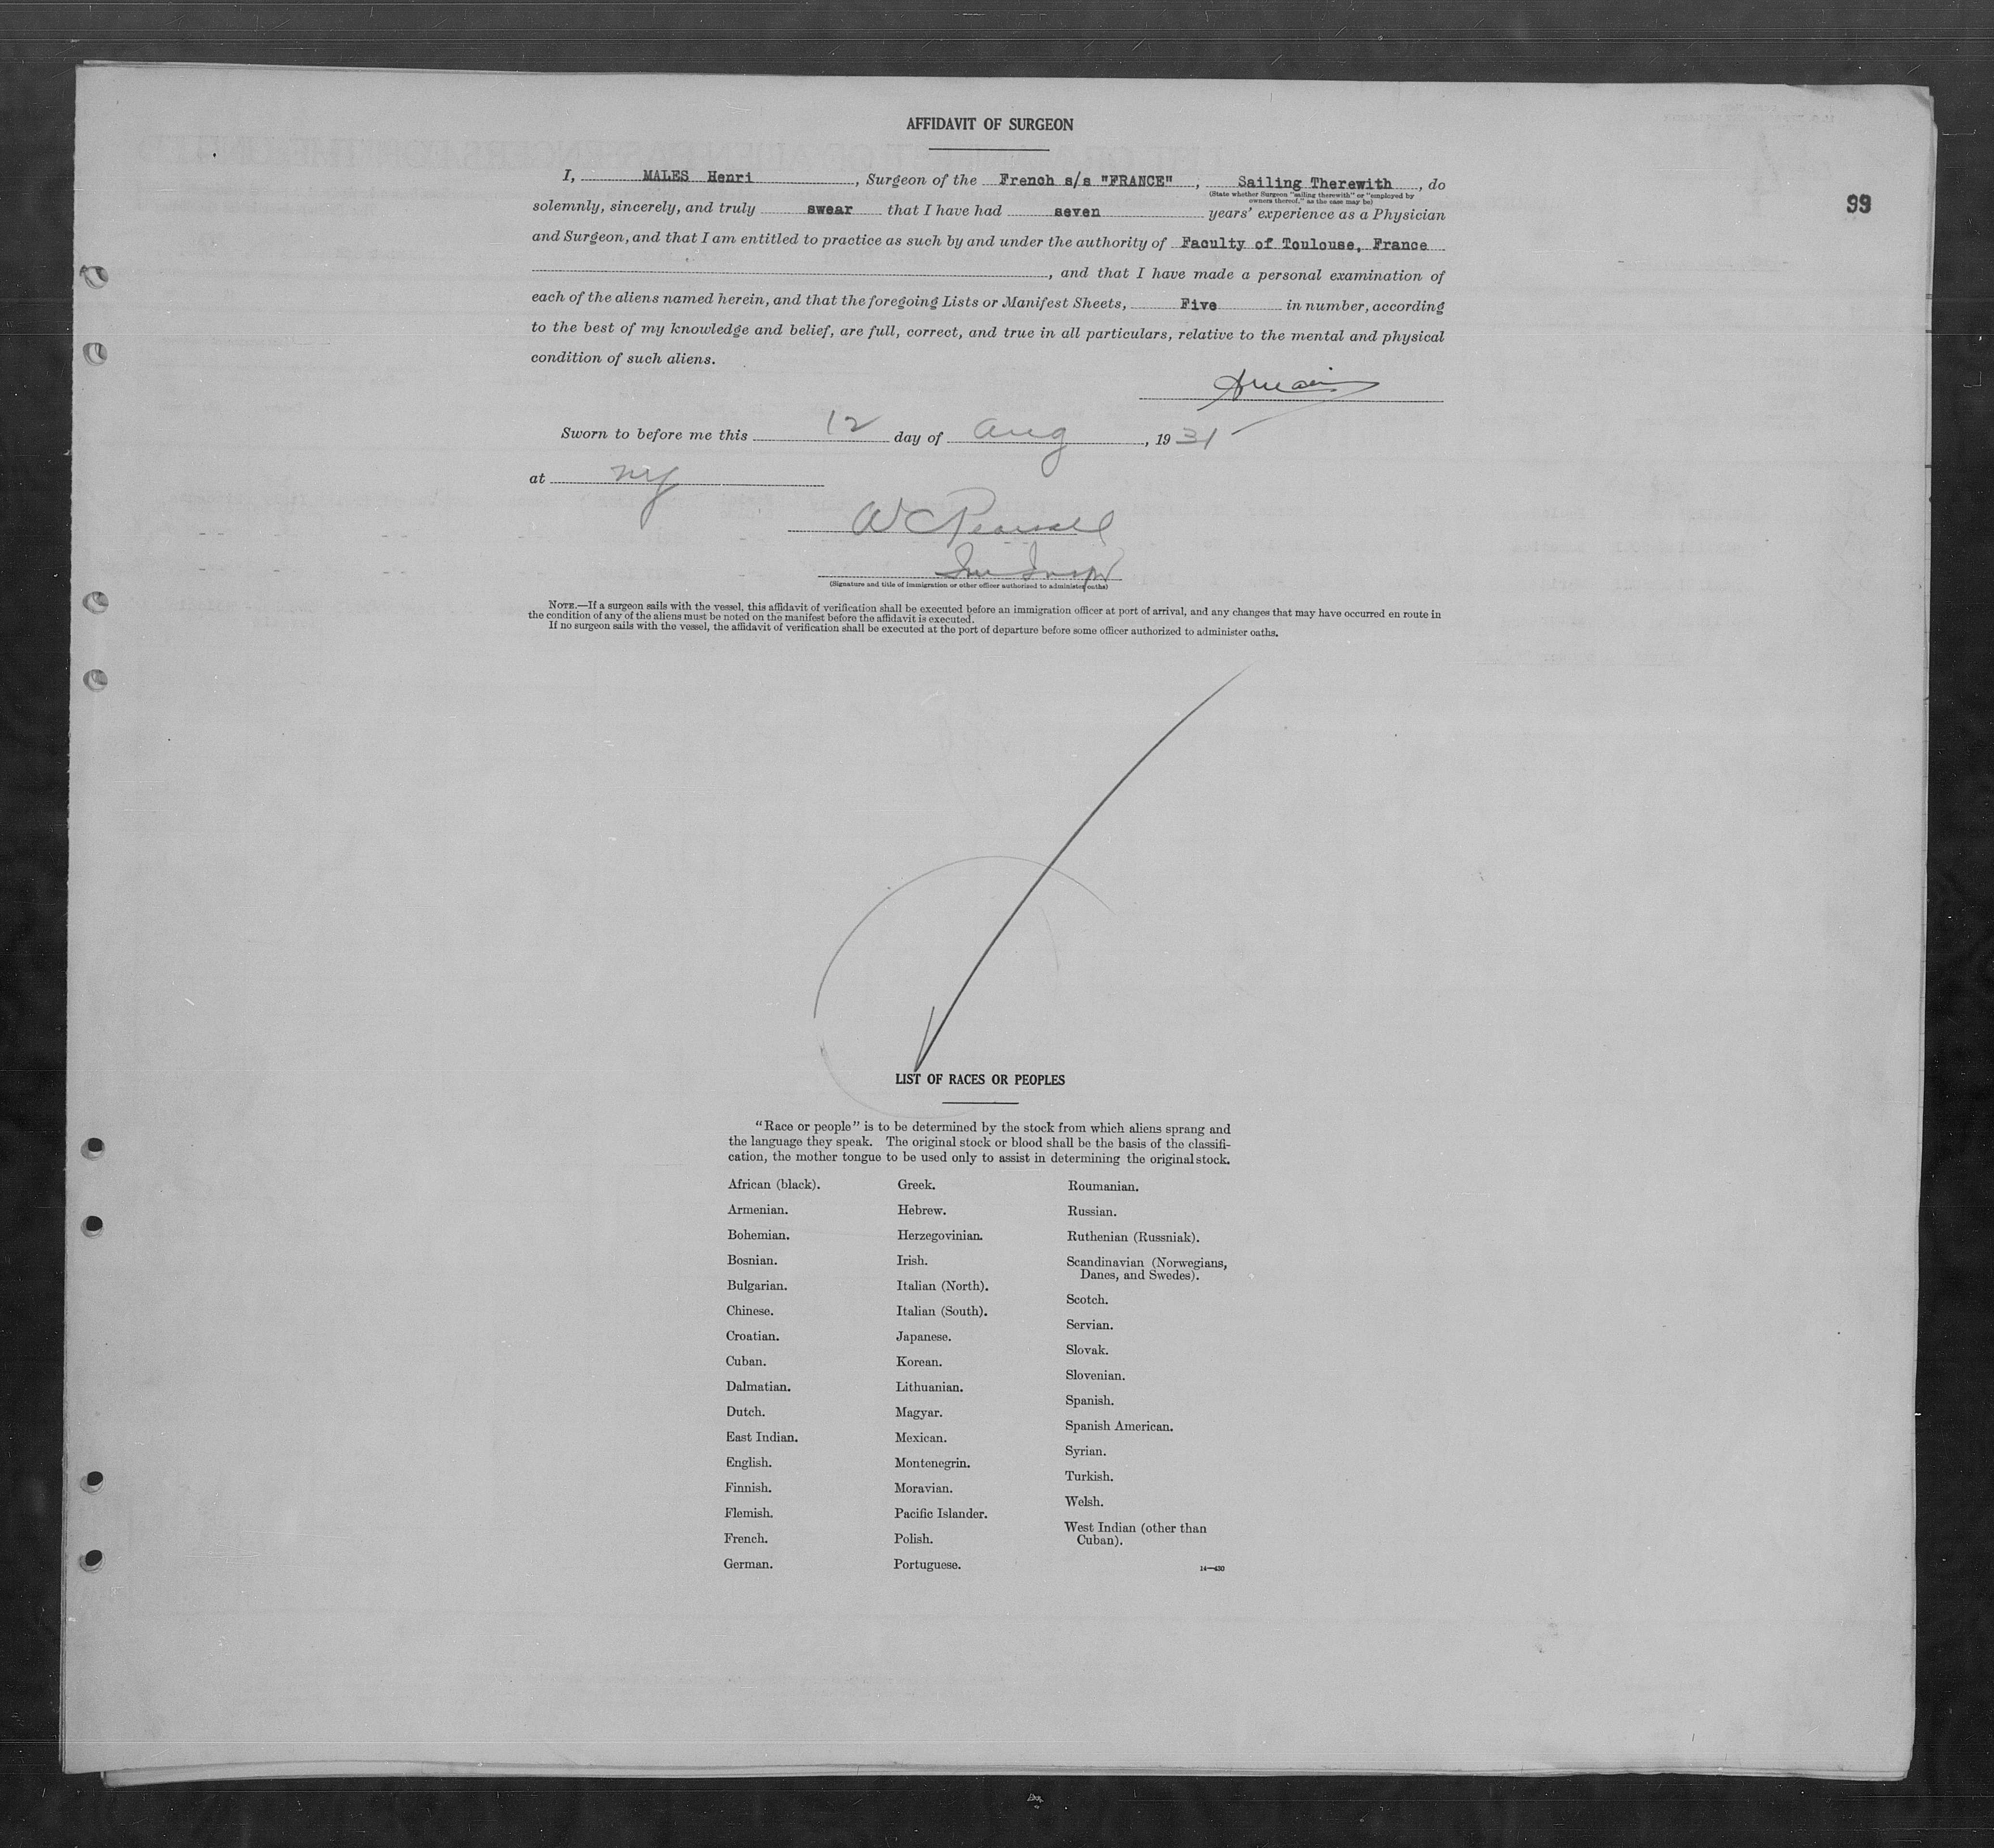 AFFIDAVIT OF SURGEON
99
I, MALES Henri, Surgeon of the French s/s "FRANCE", Sailing Therewith, do
(State whether Surgeon "sailing therewith" or "employed by
owners thereof," as the case may be)
solemnly, sincerely, and truly swear that I have had seven years' experience as a Physician
and Surgeon, and that I am entitled to practice as such by and under the authority of Faculty of Toulouse, France
, and that I have made a personal examination of
each of the aliens named herein, and that the foregoing Lists or Manifest Sheets, Five in number, according
to the best of my knowledge and belief, are full, correct, and true in all particulars, relative to the mental and physical
condition of such aliens.
Sworn to before me this 12 day of Aug, 1931
at NY
W C Pearsall
Imm Inspr
(Signature and title of immigration or other officer authorized to administer oaths)
NOTE.—If a surgeon sails with the vessel, this affidavit of verification shall be executed before an immigration officer at port of arrival, and any changes that may have occurred en route in
the condition of any of the aliens must be noted on the manifest before the affidavit is executed.
If no surgeon sails with the vessel, the affidavit of verification shall be executed at the port of departure before some officer authorized to administer oaths.
LIST OF RACES OR PEOPLES
"Race or people" is to be determined by the stock from which aliens sprang and
the language they speak. The original stock or blood shall be the basis of the classifi-
cation, the mother tongue to be used only to assist in determining the original stock.
African (black).
Armenian.
Bohemian.
Bosnian.
Bulgarian.
Chinese.
Croatian.
Cuban.
Dalmatian.
Dutch.
East Indian.
English.
Finnish.
Flemish.
French.
German.
Greek.
Hebrew.
Herzegovinian.
Irish.
Italian (North).
Italian (South).
Japanese.
Korean.
Lithuanian.
Magyar.
Mexican.
Montenegrin.
Moravian.
Pacific Islander.
Polish.
Portuguese.
Roumanian.
Russian.
Ruthenian (Russniak).
Scandinavian (Norwegians,
Danes, and Swedes).
Scotch.
Servian.
Slovak.
Slovenian.
Spanish.
Spanish American.
Syrian.
Turkish.
Welsh.
West Indian (other than
Cuban).
14—430